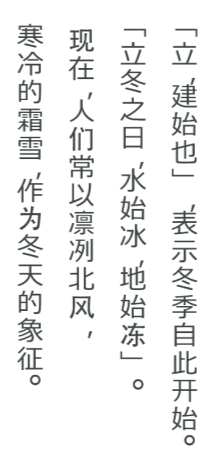 「立，建始也」，表示冬季自此开始。
「立冬之日，水始冰，地始冻」。
现在，人们常以凛冽北风，
寒冷的霜雪，作为冬天的象征。